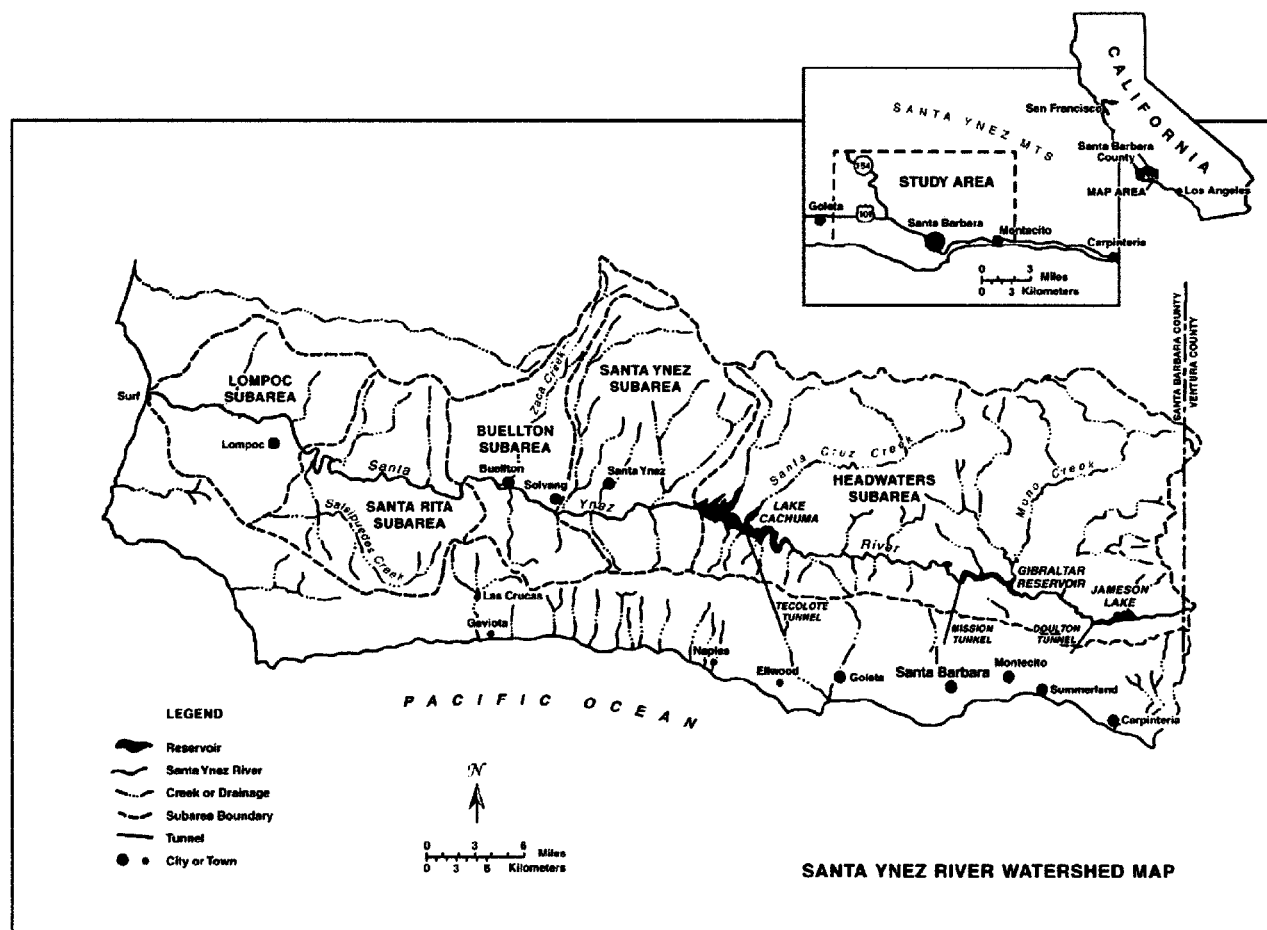 CALIFORNIA
San Francisco
Santa Barbara
County
MAP AREA
Los Angeles
SANTA YNEZ MTS
154
STUDY AREA
Goleta
101
Santa Barbara
Montecito
Carpinteria
0 3 Miles
0 3 Kilometers
SANTA BARBARA COUNTY
VENTURA COUNTY
LOMPOC
SUBAREA
Surf
Lompoc
Zaca Creek
SANTA YNEZ
SUBAREA
BUELLTON
SUBAREA
Buellton
Solvang
Santa Ynez
Santa
Ynez
River
SANTA RITA
SUBAREA
Salsipuedes Creek
Santa Cruz Creek
HEADWATERS
SUBAREA
Mono Creek
LAKE
CACHUMA
GIBRALTAR
RESERVOIR
JAMESON
LAKE
TECOLOTE
TUNNEL
MISSION
TUNNEL
DOULTON
TUNNEL
Las Crucas
Gaviota
Naples
Ellwood
Goleta
Santa Barbara
Montecito
Summerland
Carpinteria
PACIFIC OCEAN
LEGEND
Reservoir
Santa Ynez River
Creek or Drainage
Subarea Boundary
Tunnel
City or Town
N
0 3 6 Miles
0 3 6 Kilometers
SANTA YNEZ RIVER WATERSHED MAP